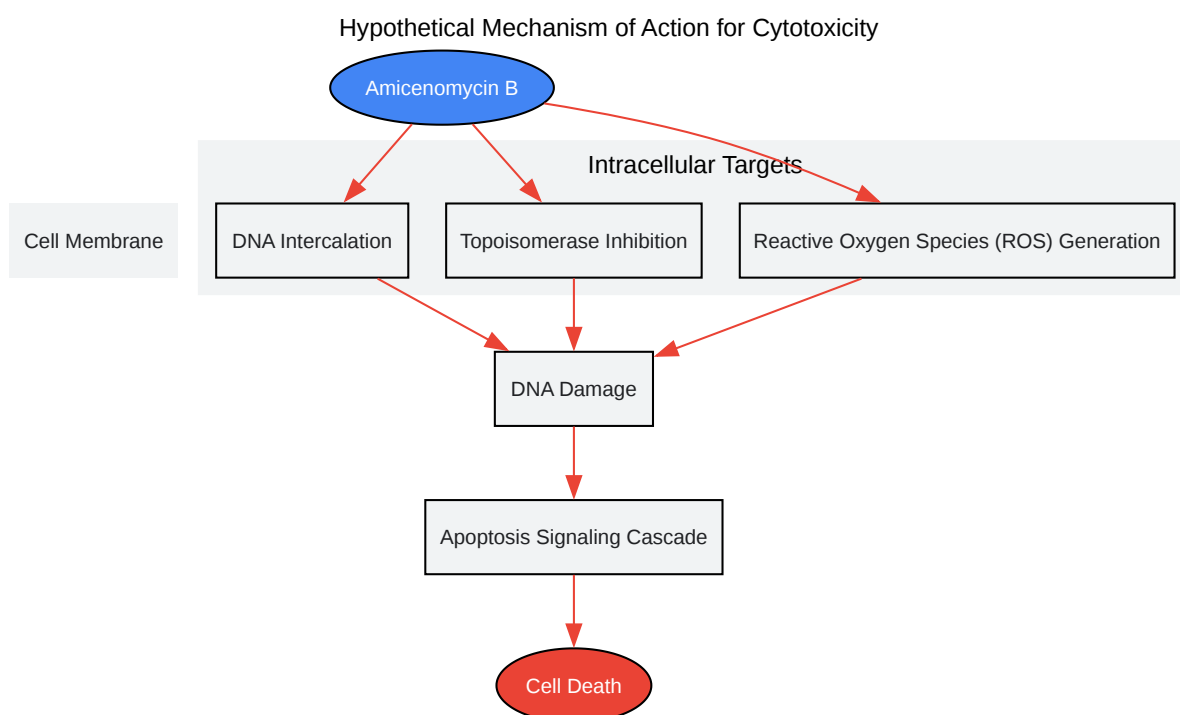 Hypothetical Mechanism of Action for Cytotoxicity
Amicenomycin B
Intracellular Targets
Cell Membrane
DNA Intercalation
Topoisomerase Inhibition
Reactive Oxygen Species (ROS) Generation
DNA Damage
Apoptosis Signaling Cascade
Cell Death